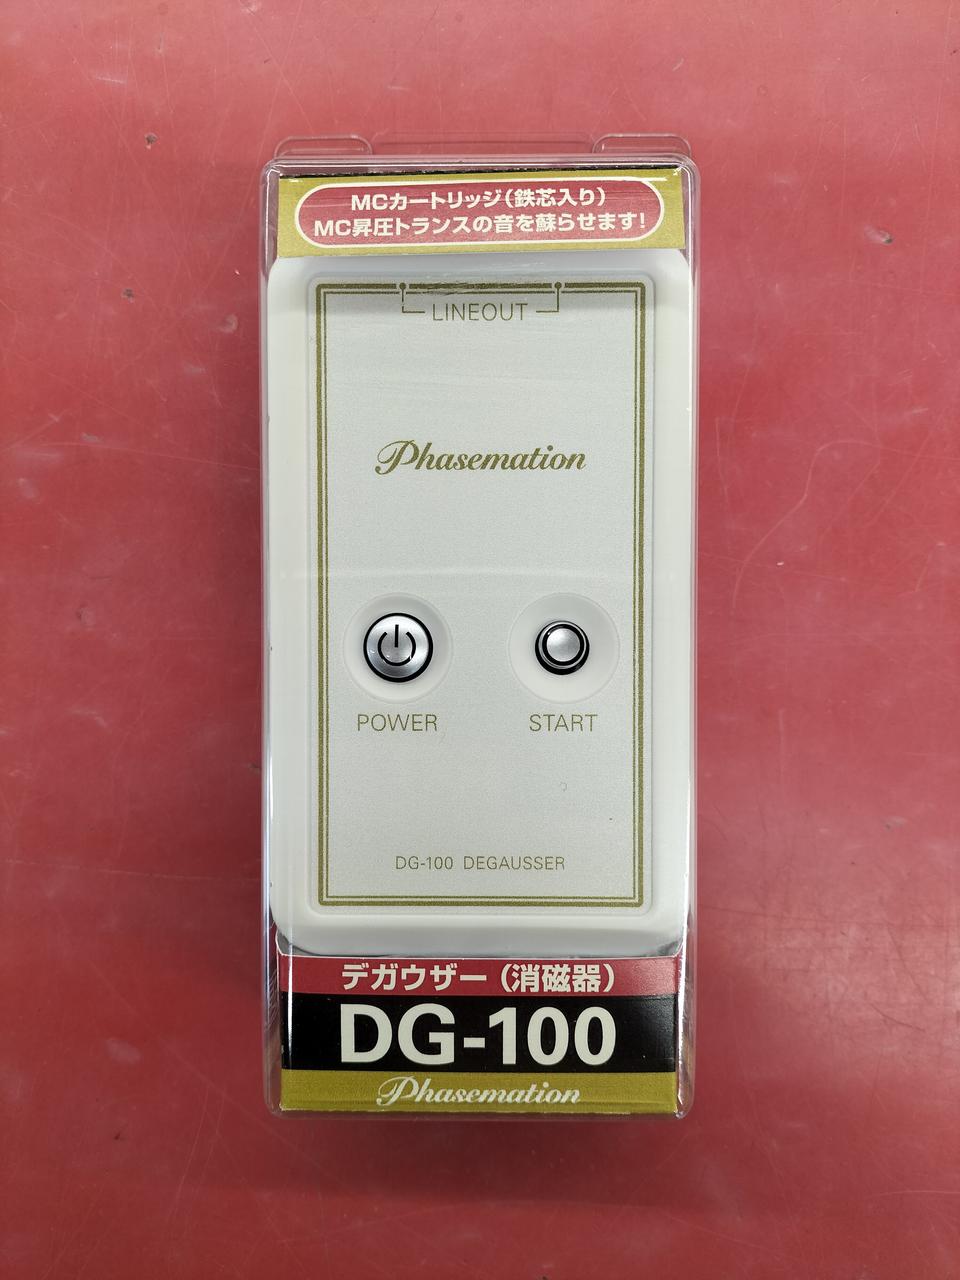 MCカートリッジ(鉄芯入り)
MC昇圧トランスの音を蘇らせます!
LINEOUT
Phasemation
POWER
START
DG-100 DEGAUSSER
デガウザー(消磁器)
DG-100
Phasemation